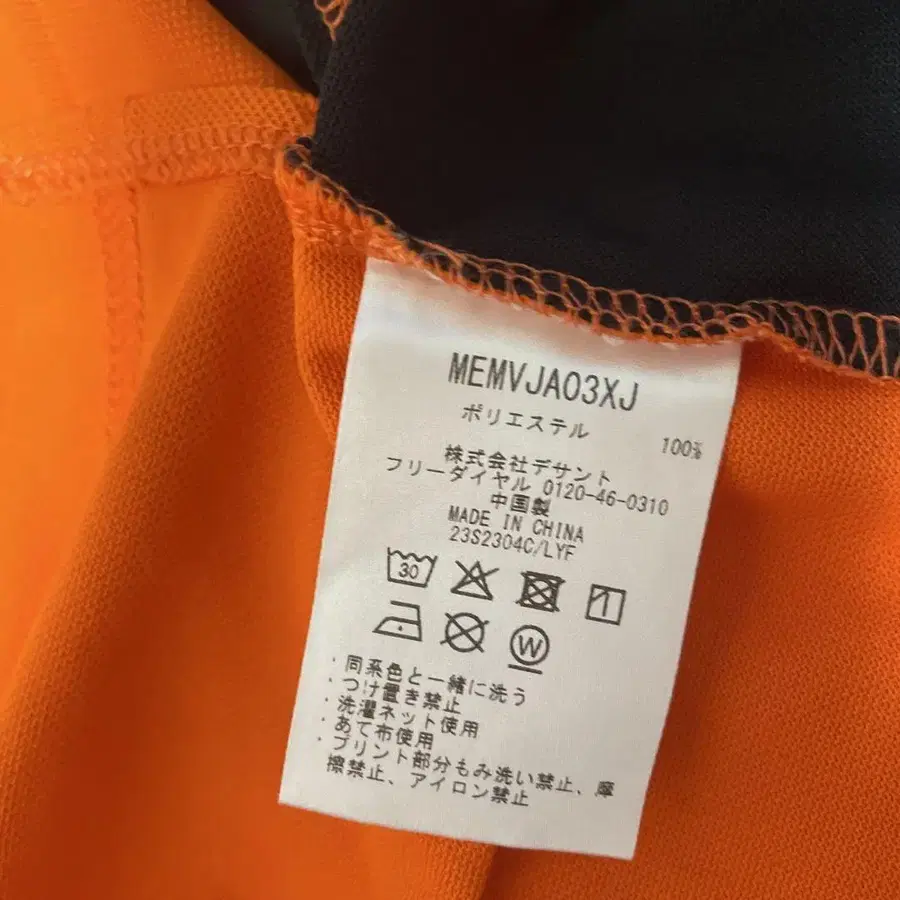 MEMVJA03XJ
ポリエステル 100%
株式会社デサント
フリーダイヤル 0120-46-0310
中国製
MADE IN CHINA
23S2304C/LYF
30
W
・同系色と一緒に洗う
・つけ置き禁止
・洗濯ネット使用
・あて布使用
・プリント部分もみ洗い禁止、摩
擦禁止、アイロン禁止